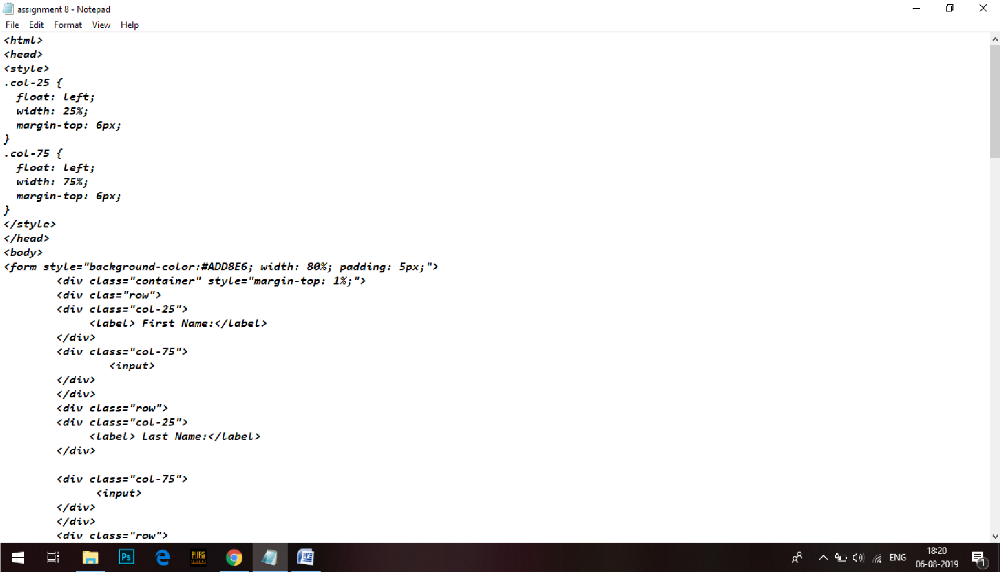 assignment 8 - Notepad
File Edit Format View Help
<html>
<head>
<style>
.col-25 {
  float: left;
  width: 25%;
  margin-top: 6px;
}
.col-75 {
  float: left;
  width: 75%;
  margin-top: 6px;
}
</style>
</head>
<body>
<form style="background-color:#ADD8E6; width: 80%; padding: 5px;">
        <div class="container" style="margin-top: 1%;">
        <div clas="row">
        <div class="col-25">
             <label> First Name:</label>
        </div>
        <div class="col-75">
                <input>
        </div>
        </div>
        <div class="row">
        <div class="col-25">
             <label> Last Name:</label>
        </div>

        <div class="col-75">
              <input>
        </div>
        </div>
        <div class="row">
Ps
PUBG
W
ENG
18:20
06-08-2019
1